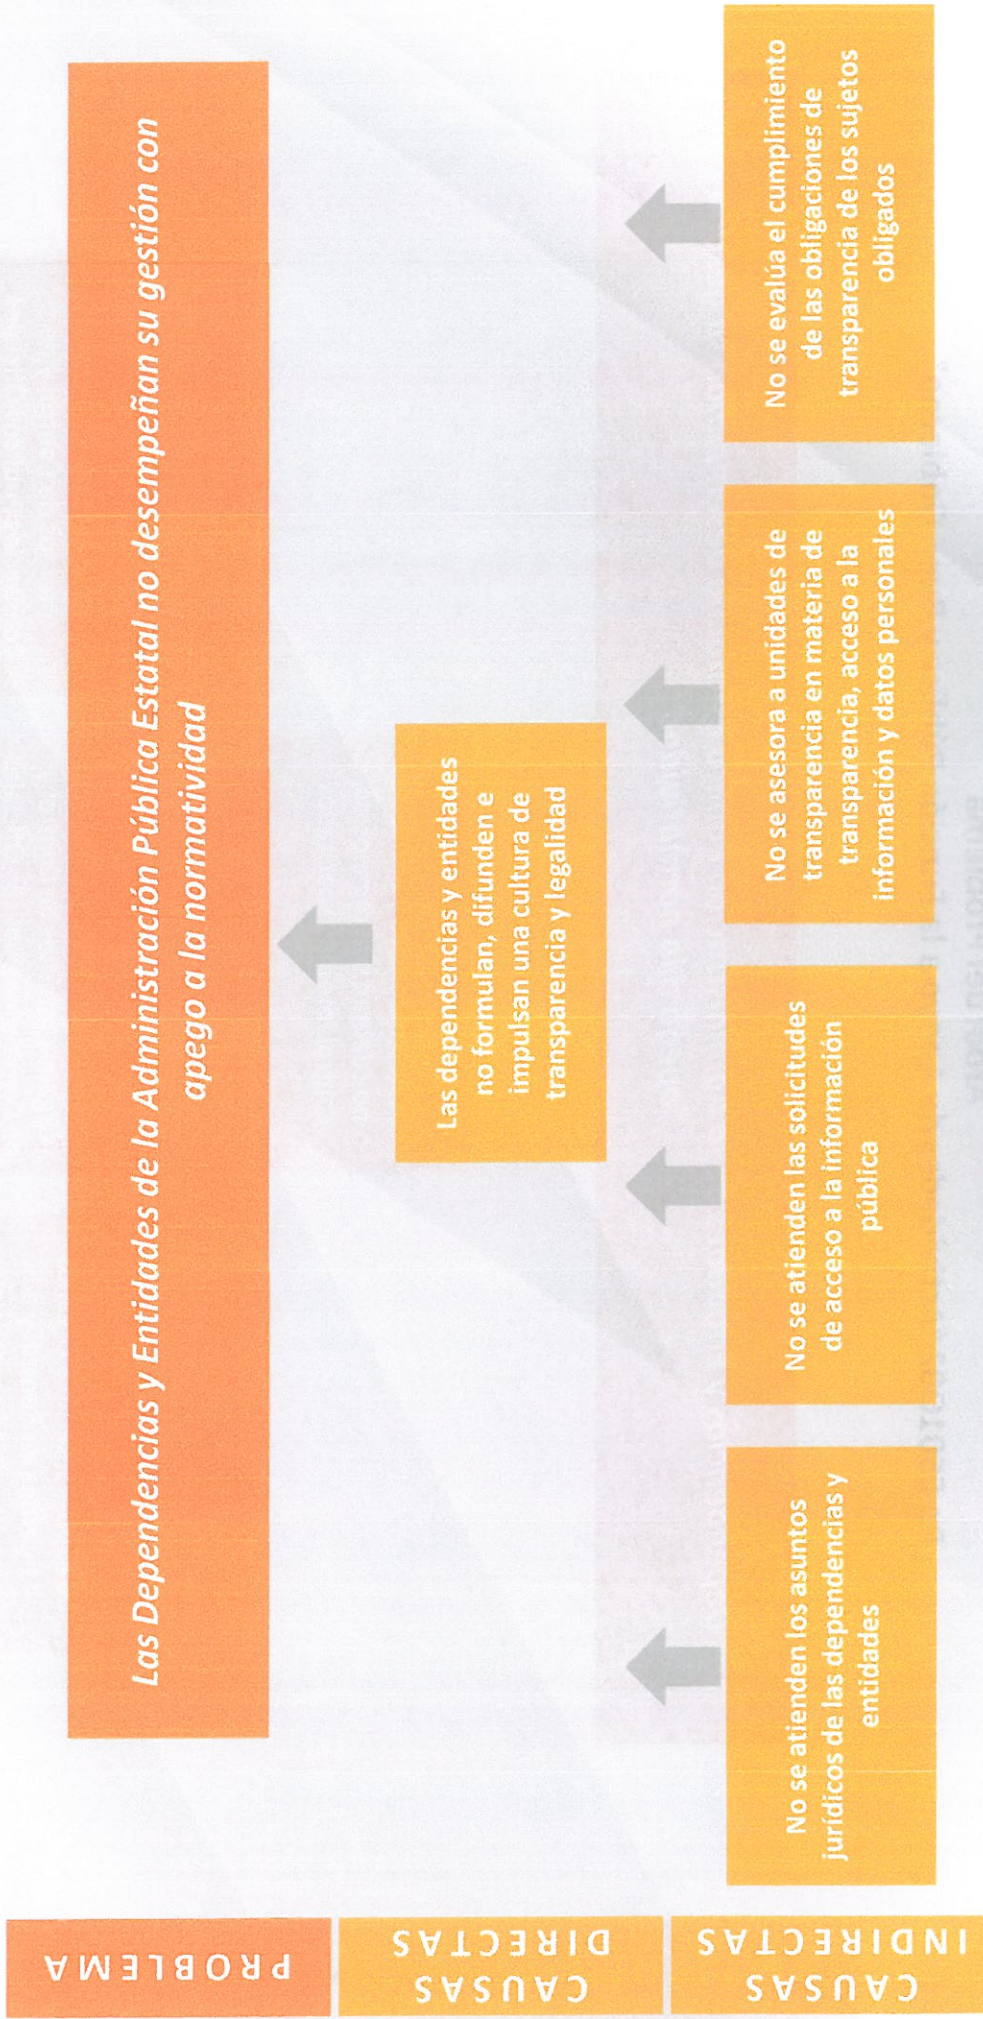 PROBLEMA
Las Dependencias y Entidades de la Administración Pública Estatal no desempeñan su gestión con
apego a la normatividad
CAUSAS
DIRECTAS
Las dependencias y entidades
no formulan, difunden e
impulsan una cultura de
transparencia y legalidad
CAUSAS
INDIRECTAS
No se atienden los asuntos
jurídicos de las dependencias y
entidades
No se atienden las solicitudes
de acceso a la información
pública
No se asesora a unidades de
transparencia en materia de
transparencia, acceso a la
información y datos personales
No se evalúa el cumplimiento
de las obligaciones de
transparencia de los sujetos
obligados